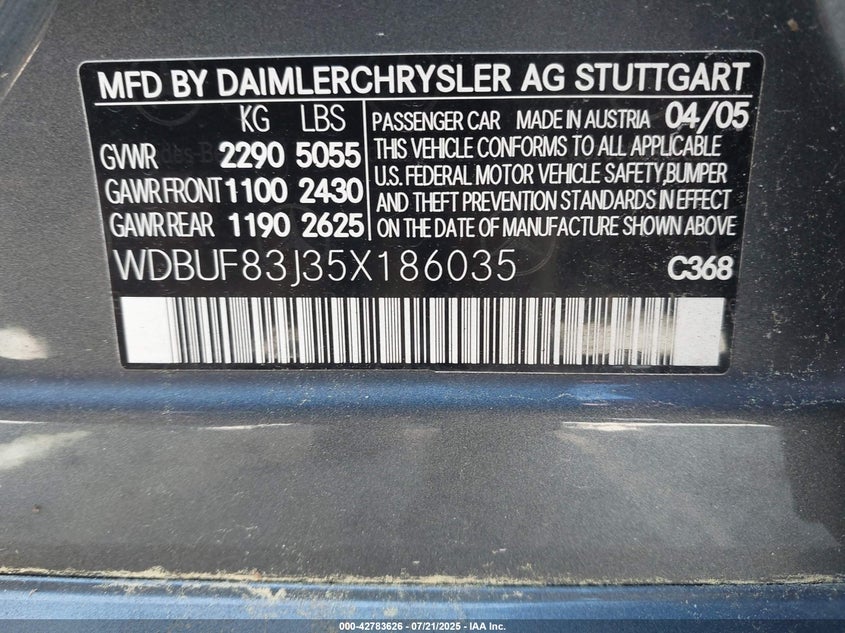 MFD BY DAIMLERCHRYSLER AG STUTTGART
KG LBS
GVWR 2290 5055
GAWR FRONT 1100 2430
GAWR REAR 1190 2625
PASSENGER CAR MADE IN AUSTRIA 04/05
THIS VEHICLE CONFORMS TO ALL APPLICABLE
U.S. FEDERAL MOTOR VEHICLE SAFETY, BUMPER
AND THEFT PREVENTION STANDARDS IN EFFECT
ON THE DATE OF MANUFACTURE SHOWN ABOVE
WDBUF83J35X186035 C368
000-42783626 - 07/21/2025 - IAA Inc.